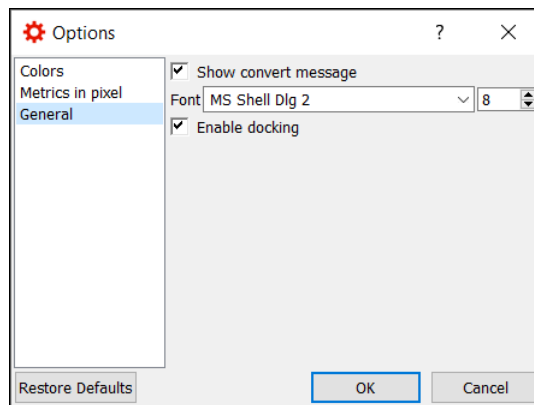 Options
?
Colors
Metrics in pixel
General
Show convert message
Font MS Shell Dlg 2 8
Enable docking
Restore Defaults OK Cancel